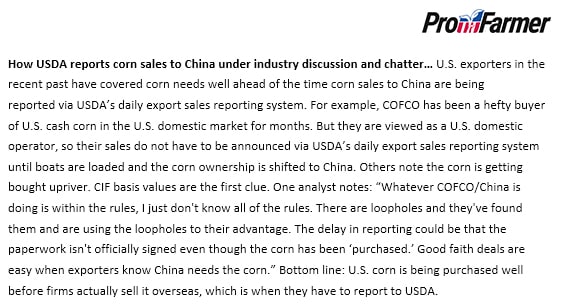 ProFarmer
How USDA reports corn sales to China under industry discussion and chatter… U.S. exporters in the
recent past have covered corn needs well ahead of the time corn sales to China are being
reported via USDA’s daily export sales reporting system. For example, COFCO has been a hefty buyer
of U.S. cash corn in the U.S. domestic market for months. But they are viewed as a U.S. domestic
operator, so their sales do not have to be announced via USDA’s daily export sales reporting system
until boats are loaded and the corn ownership is shifted to China. Others note the corn is getting
bought upriver. CIF basis values are the first clue. One analyst notes: “Whatever COFCO/China is
doing is within the rules, I just don't know all of the rules. There are loopholes and they've found
them and are using the loopholes to their advantage. The delay in reporting could be that the
paperwork isn't officially signed even though the corn has been ‘purchased.’ Good faith deals are
easy when exporters know China needs the corn.” Bottom line: U.S. corn is being purchased well
before firms actually sell it overseas, which is when they have to report to USDA.